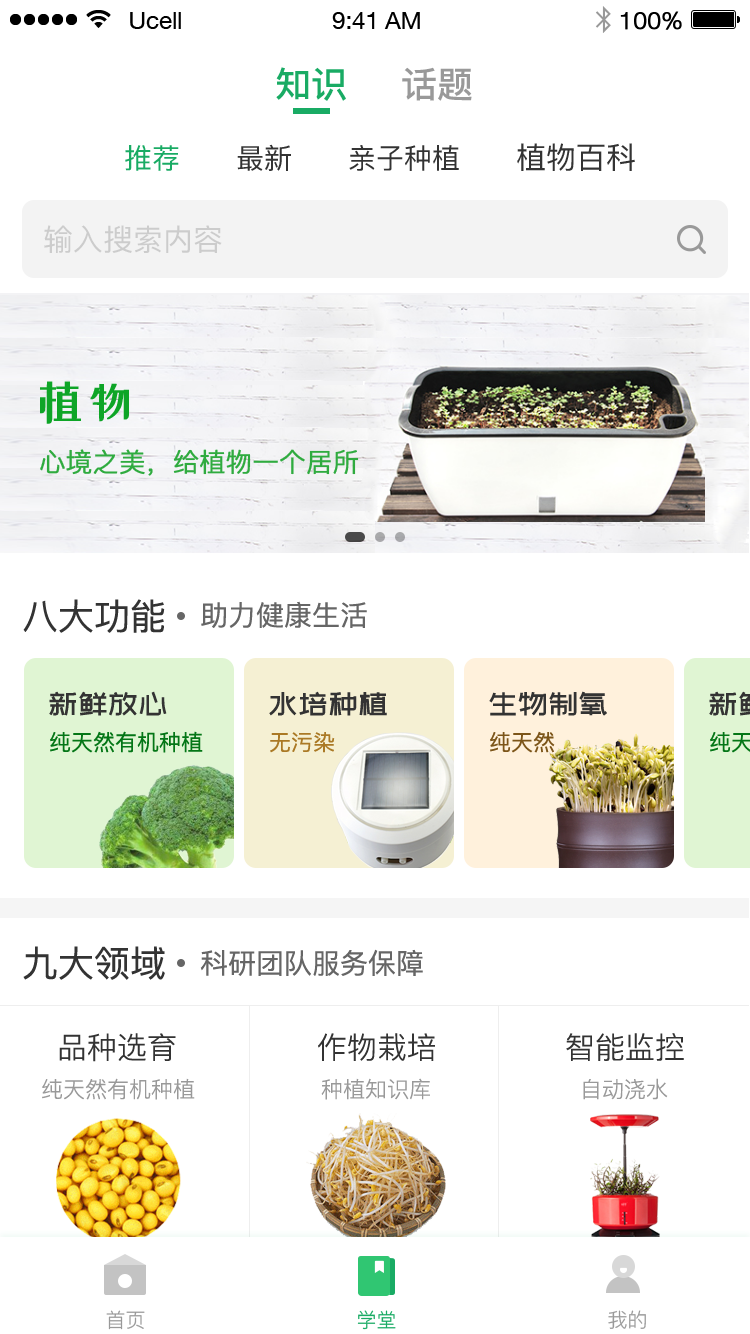 Ucell 9:41 AM 100%
知识 话题
推荐 最新 亲子种植 植物百科
输入搜索内容
植物
心境之美，给植物一个居所
八大功能 • 助力健康生活
新鲜放心 水培种植 生物制氧 新
纯天然有机种植 无污染 纯天然 纯天
九大领域 • 科研团队服务保障
品种选育 作物栽培 智能监控
纯天然有机种植 种植知识库 自动浇水
首页 学堂 我的